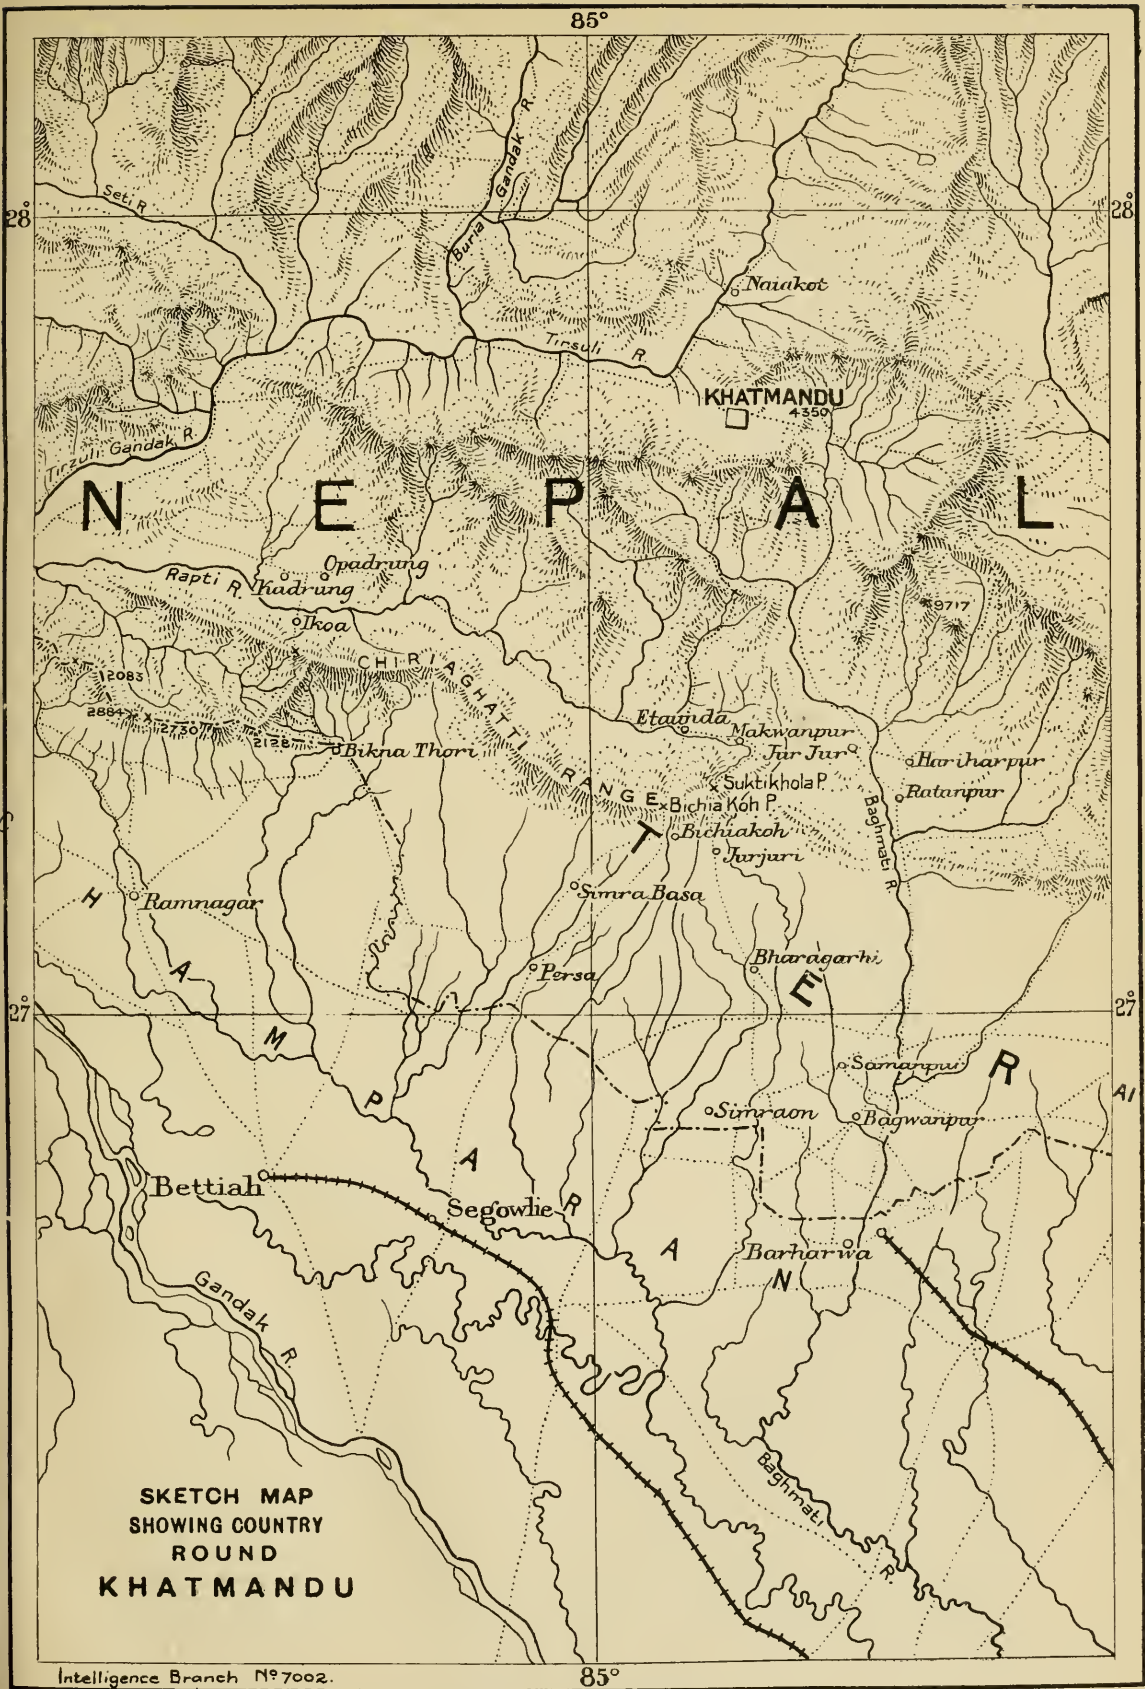 85°
Buria Gandak R.
Seti R
28°
28°
Naiakot
Tirsuli R.
KHATMANDU
4350
Tirzuli Gandak R.
NEPAL
Opadrung
Rapti R.
Kadrung
9717
Ikoa
CHIRIAGHATI RANGE
2083
2884
2730
2128
Etaunda
Makwanpur
Jur Jur
Bikna Thori
Hariharpur
Suktikhola P.
Ratanpur
Bichia Koh P.
Baghmati R.
Bichiakoh
Jurjuri
Simra Basa
Ramnagar
Bharagarhi
Persa
27°
27°
TERAI
Samanpur
Simraon
Bagwanpur
CHAMPARAN
Bettiah
Segowlie
Barharwa
Gandak R.
Baghmati R.
SKETCH MAP
SHOWING COUNTRY
ROUND
KHATMANDU
Intelligence Branch Nº 7002.
85°